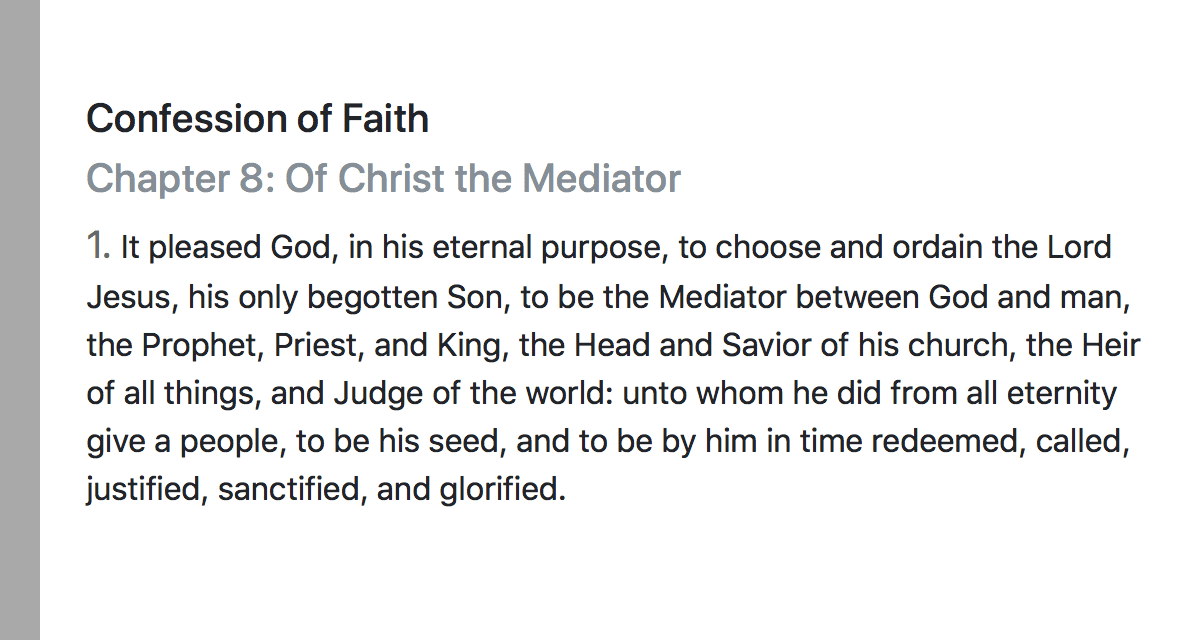 Confession of Faith
Chapter 8: Of Christ the Mediator
1. It pleased God, in his eternal purpose, to choose and ordain the Lord
Jesus, his only begotten Son, to be the Mediator between God and man,
the Prophet, Priest, and King, the Head and Savior of his church, the Heir
of all things, and Judge of the world: unto whom he did from all eternity
give a people, to be his seed, and to be by him in time redeemed, called,
justified, sanctified, and glorified.